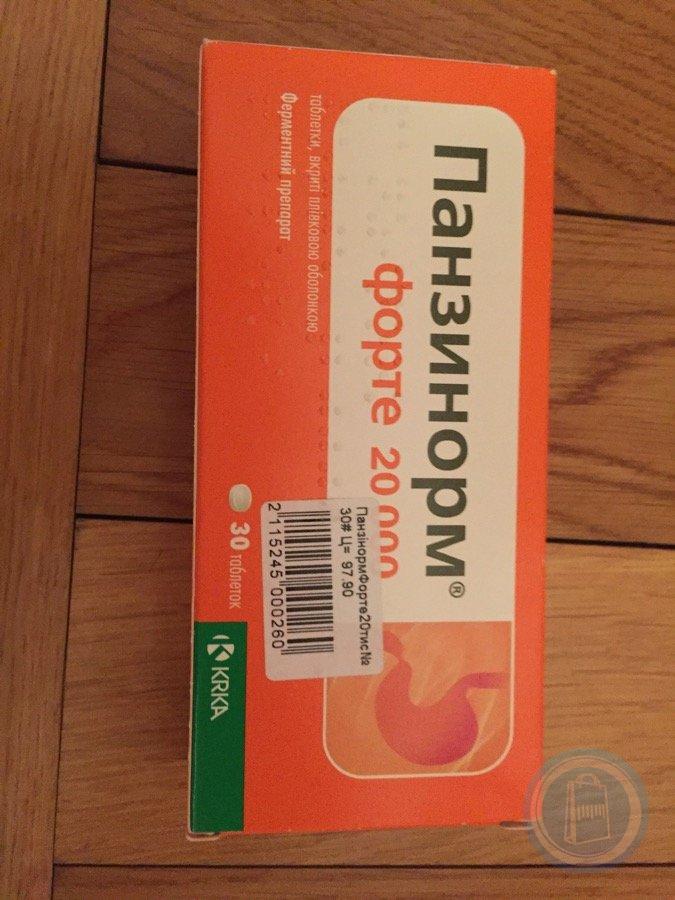 Панзинорм®
форте 20 000
таблетки, вкриті плівковою оболонкою
Ферментний препарат
30 таблеток
KRKA
ПанзінормФорте20тис№
30# Ц= 97.90
2 115245 000260